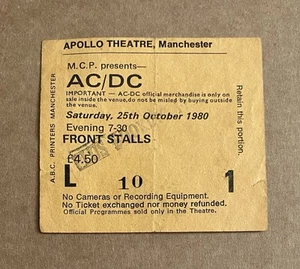 APOLLO THEATRE, Manchester
M.C.P. presents—
AC/DC
IMPORTANT — AC-DC official merchandise is only on
sale inside the venue, do not be misled by buying outside
the venue.
Saturday, 25th October 1980
Evening 7-30
FRONT STALLS
£4.50
L 10 1
No Cameras or Recording Equipment.
No Ticket exchanged nor money refunded.
Official Programmes sold only in the Theatre.
A.B.C. PRINTERS MANCHESTER
Retain this portion.